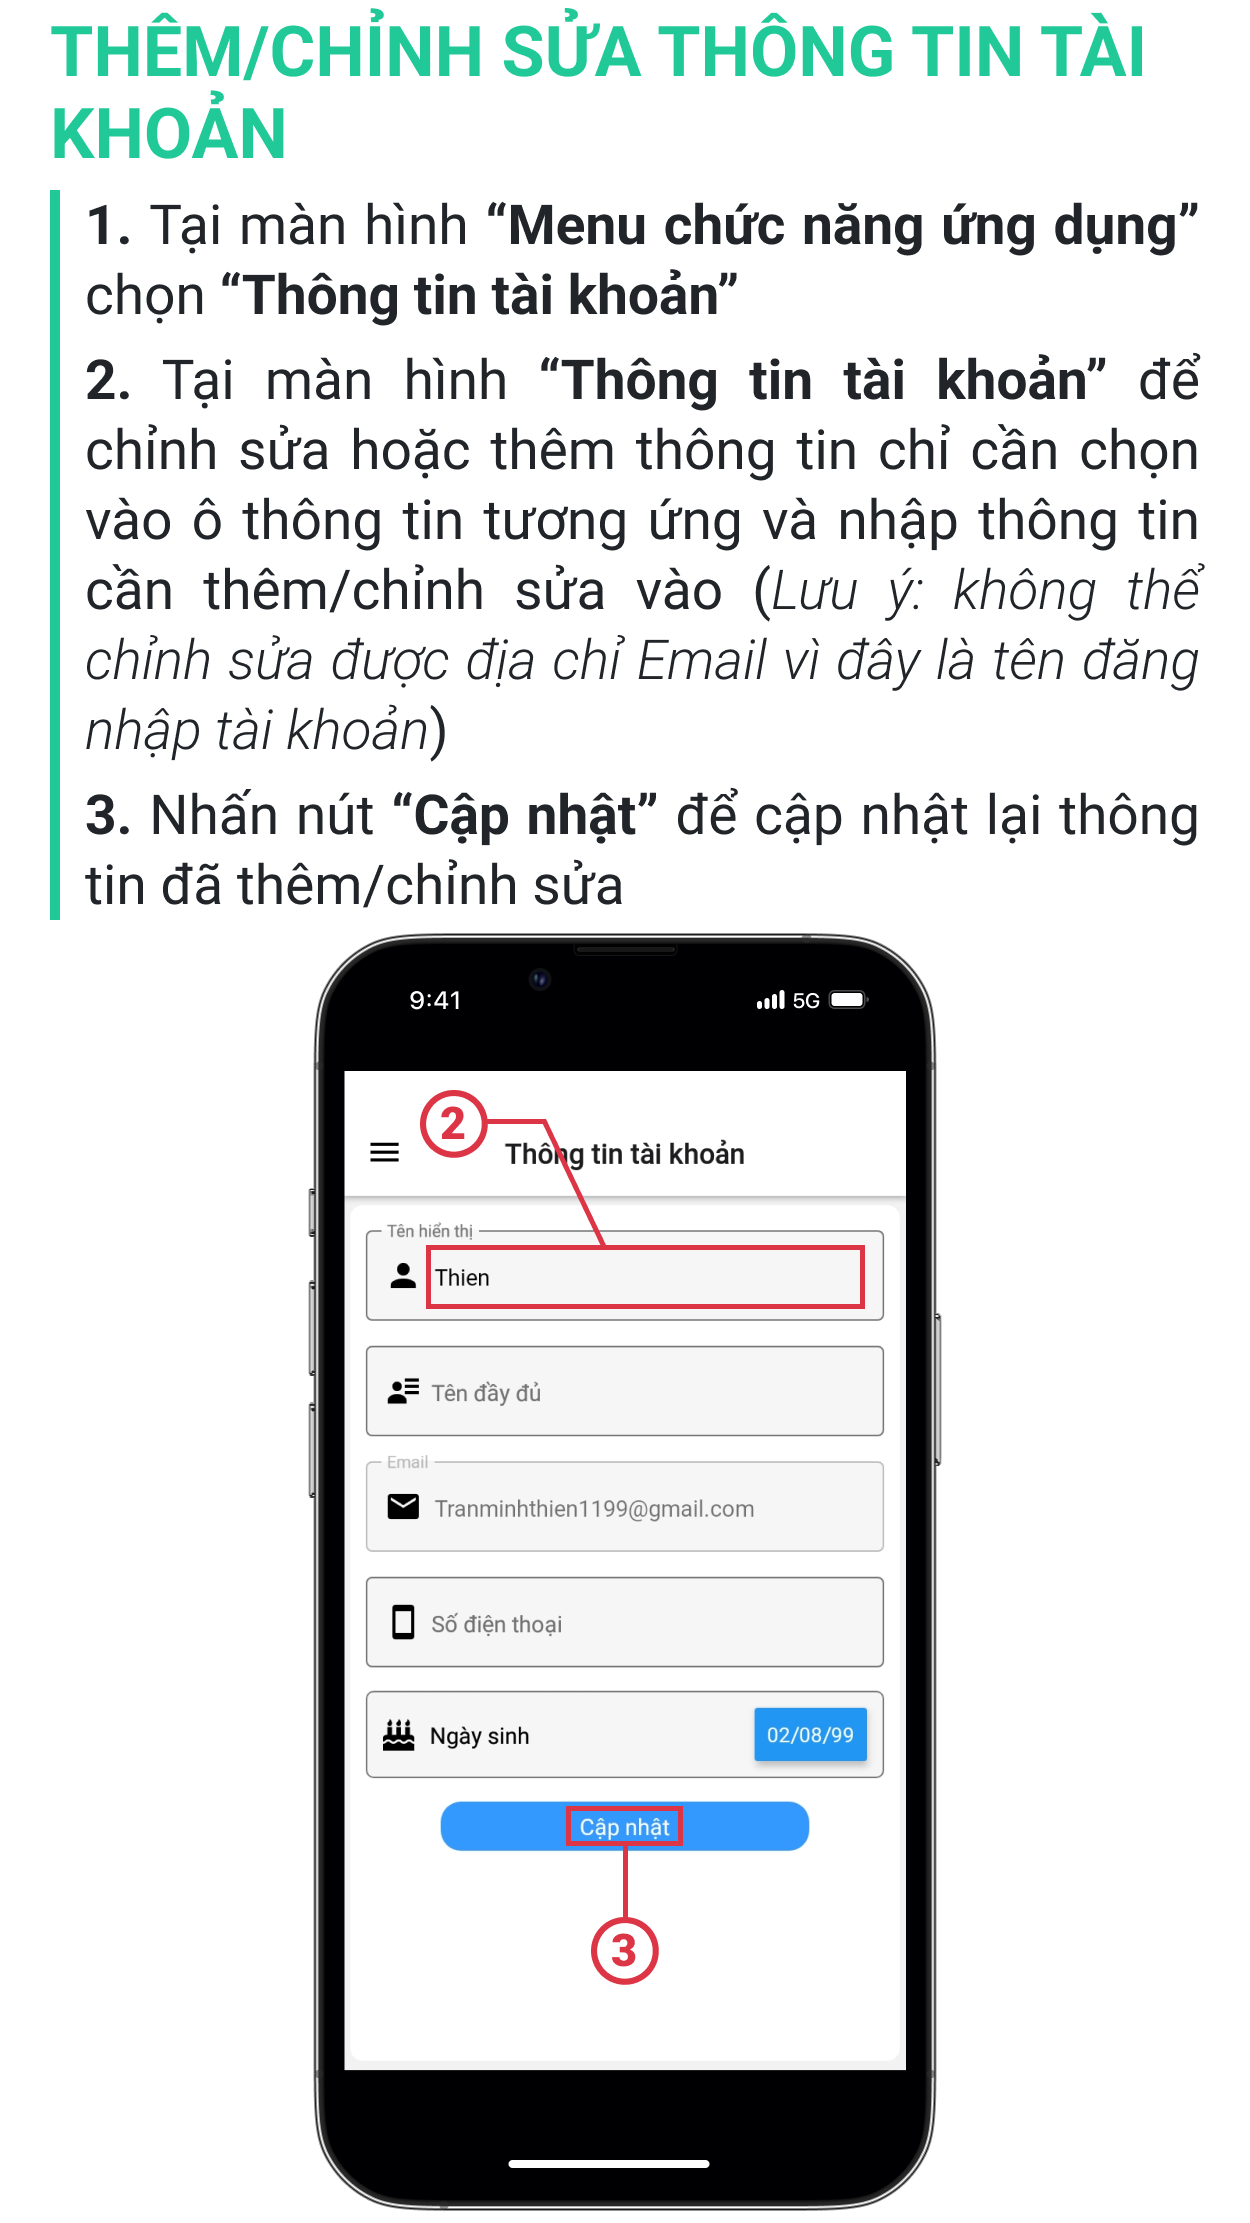 THÊM/CHỈNH SỬA THÔNG TIN TÀI
KHOẢN
1. Tại màn hình “Menu chức năng ứng dụng”
chọn “Thông tin tài khoản”
2. Tại màn hình “Thông tin tài khoản” để
chỉnh sửa hoặc thêm thông tin chỉ cần chọn
vào ô thông tin tương ứng và nhập thông tin
cần thêm/chỉnh sửa vào (Lưu ý: không thể
chỉnh sửa được địa chỉ Email vì đây là tên đăng
nhập tài khoản)
3. Nhấn nút “Cập nhật” để cập nhật lại thông
tin đã thêm/chỉnh sửa
9:41 5G
2
Thông tin tài khoản
Tên hiển thị
Thien
Tên đầy đủ
Email
Tranminhthien1199@gmail.com
Số điện thoại
Ngày sinh 02/08/99
Cập nhật
3